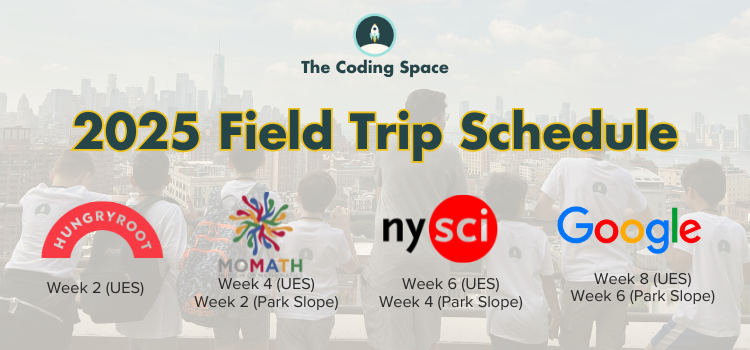 The Coding Space
2025 Field Trip Schedule
HUNGRYROOT
Week 2 (UES)
MOMATH
Week 4 (UES)
Week 2 (Park Slope)
nysci
Week 6 (UES)
Week 4 (Park Slope)
Google
Week 8 (UES)
Week 6 (Park Slope)